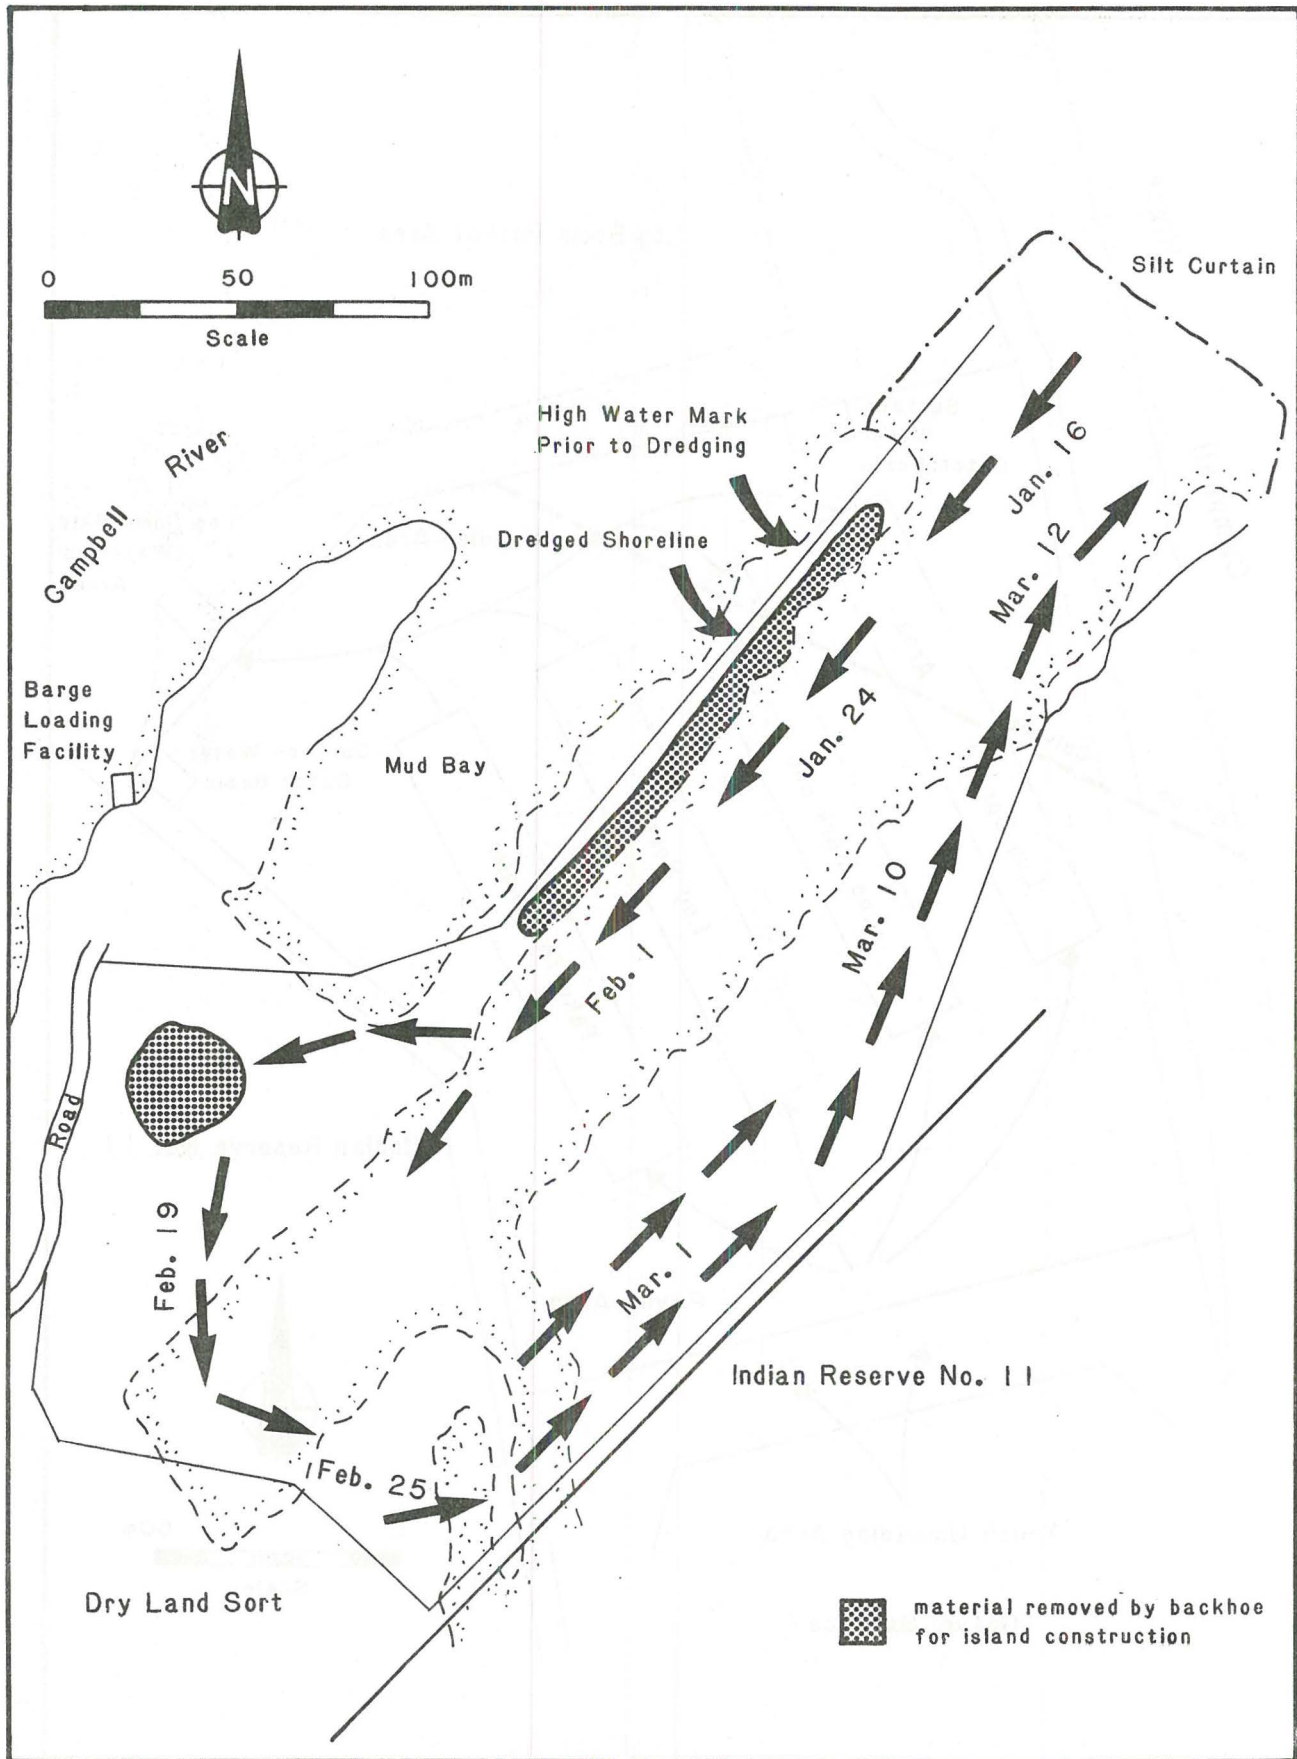 N
0 50 100m
Scale
Silt Curtain
High Water Mark
Prior to Dredging
Dredged Shoreline
Jan. 16
Mar. 12
Campbell River
Barge
Loading
Facility
Mud Bay
Jan. 24
Mar. 10
Feb. 1
Road
Feb. 19
Mar. 1
Indian Reserve No. 11
Feb. 25
Dry Land Sort
material removed by backhoe
for island construction